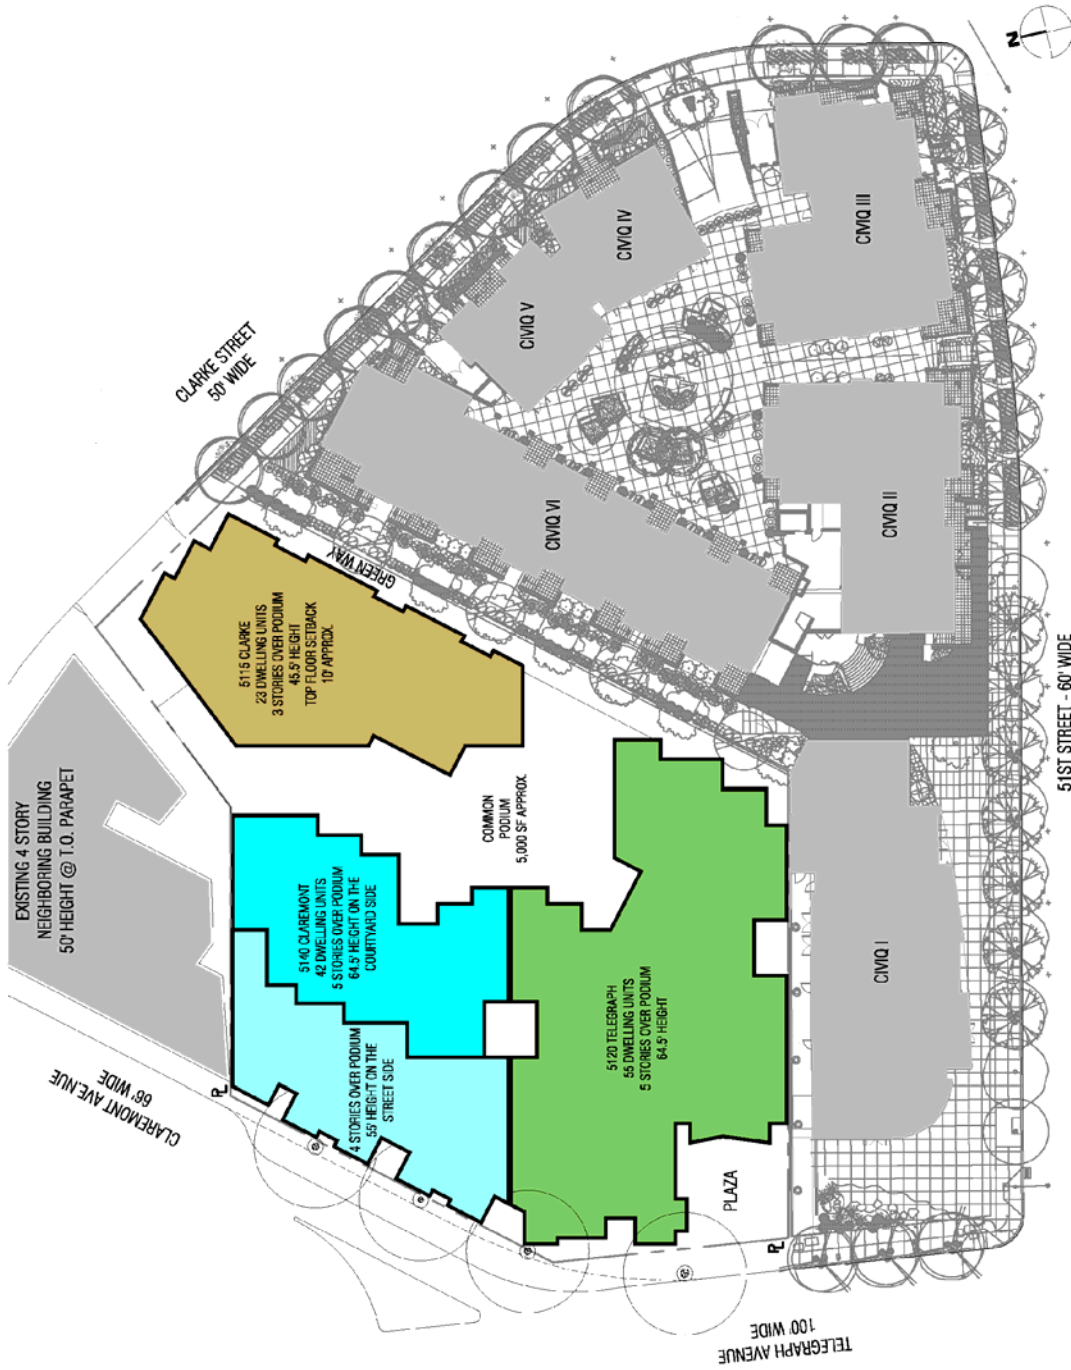 N
CLARKE STREET
50' WIDE
CIVIQ IV
CIVIQ III
CIVIQ V
CIVIQ VI
CIVIQ II
CIVIQ I
GREEN WAY
5115 CLARKE
23 DWELLING UNITS
3 STORIES OVER PODIUM
45.5' HEIGHT
TOP FLOOR SETBACK
10' APPROX.
EXISTING 4 STORY
NEIGHBORING BUILDING
50' HEIGHT @ T.O. PARAPET
COMMON
PODIUM
5,000 SF APPROX.
5140 CLAREMONT
42 DWELLING UNITS
5 STORIES OVER PODIUM
64.5' HEIGHT ON THE
COURTYARD SIDE
4 STORIES OVER PODIUM
55' HEIGHT ON THE
STREET SIDE
5120 TELEGRAPH
55 DWELLING UNITS
5 STORIES OVER PODIUM
64.5' HEIGHT
PLAZA
PL
PL
CLAREMONT AVE.NUE
66' WIDE
TELEGRAPH AVENUE
100' WIDE
51ST STREET - 60' WIDE